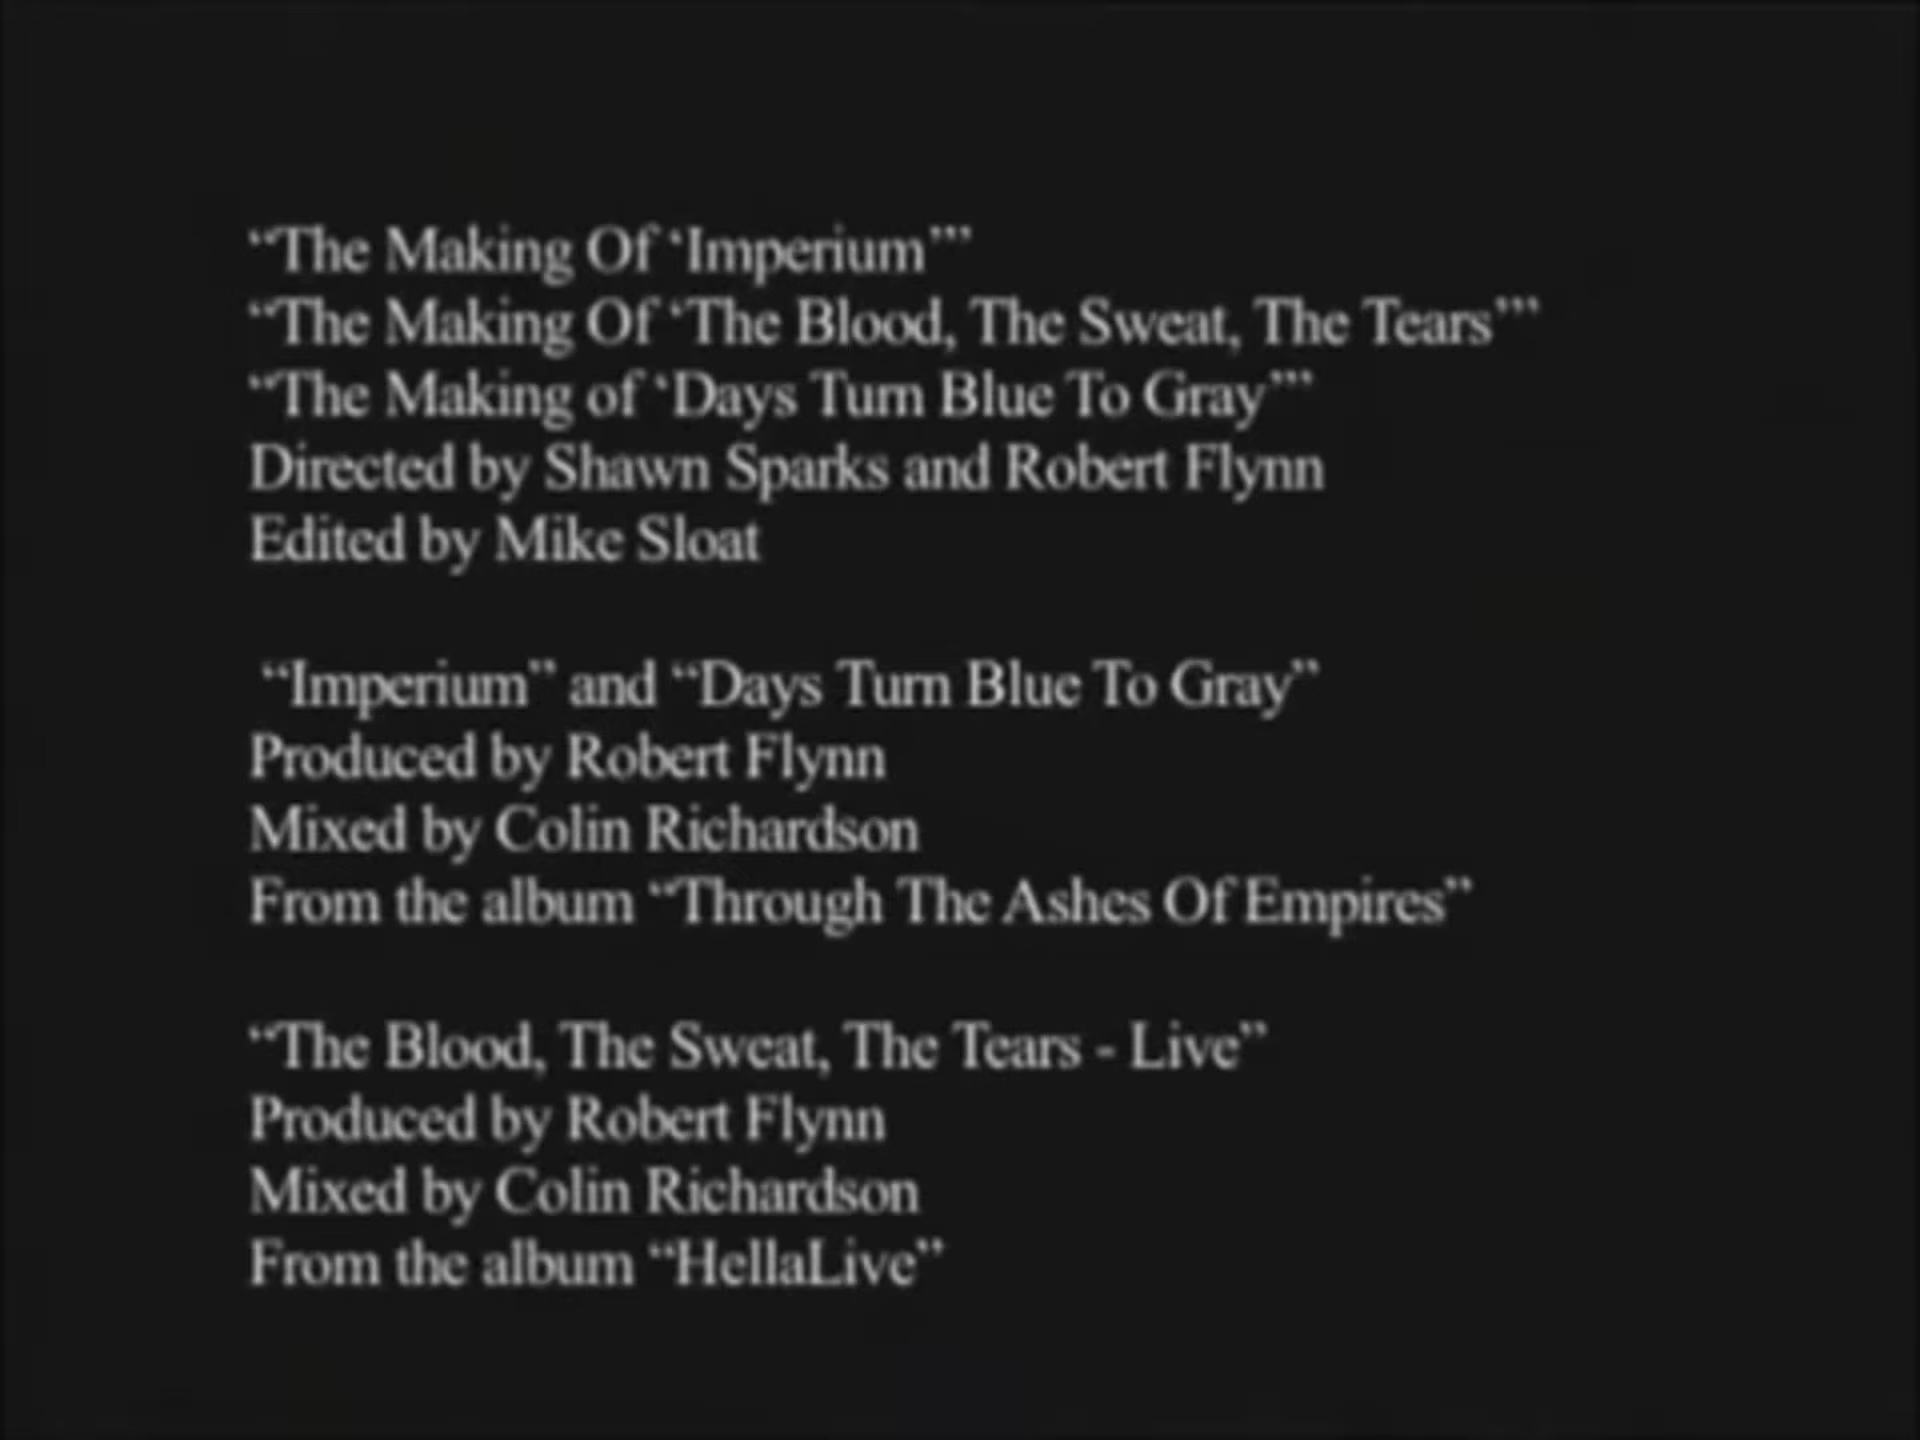 “The Making Of ‘Imperium’”
“The Making Of ‘The Blood, The Sweat, The Tears’”
“The Making of ‘Days Turn Blue To Gray’”
Directed by Shawn Sparks and Robert Flynn
Edited by Mike Sloat
“Imperium” and “Days Turn Blue To Gray”
Produced by Robert Flynn
Mixed by Colin Richardson
From the album “Through The Ashes Of Empires”
“The Blood, The Sweat, The Tears - Live”
Produced by Robert Flynn
Mixed by Colin Richardson
From the album “HellaLive”